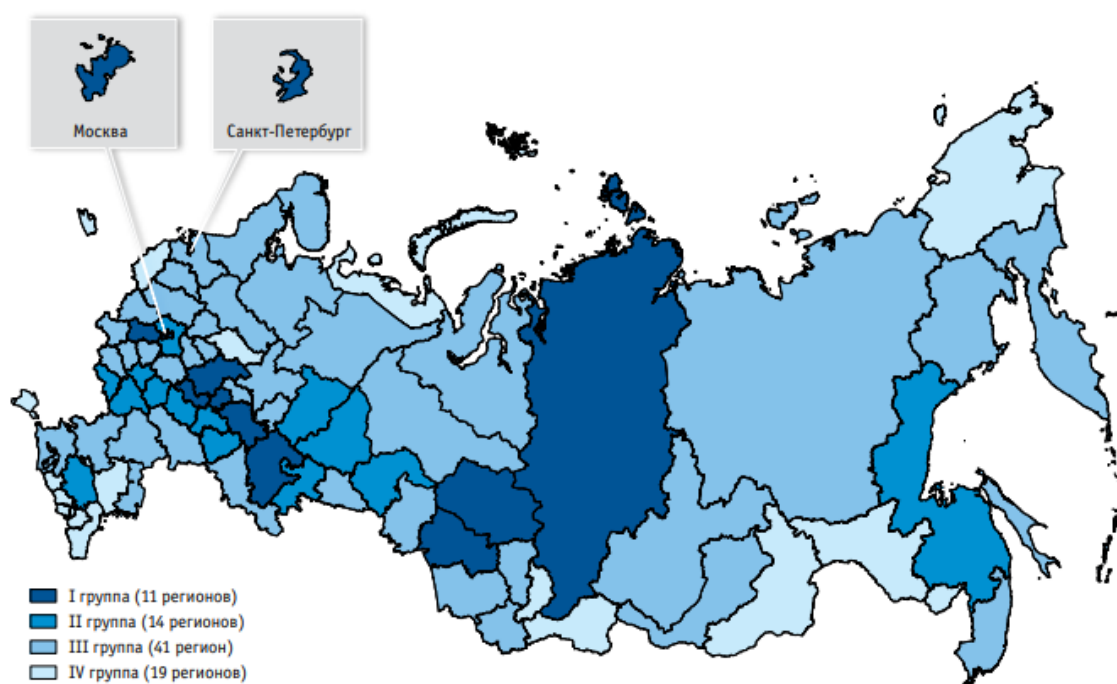 Москва
Санкт-Петербург
I группа (11 регионов)
II группа (14 регионов)
III группа (41 регион)
IV группа (19 регионов)